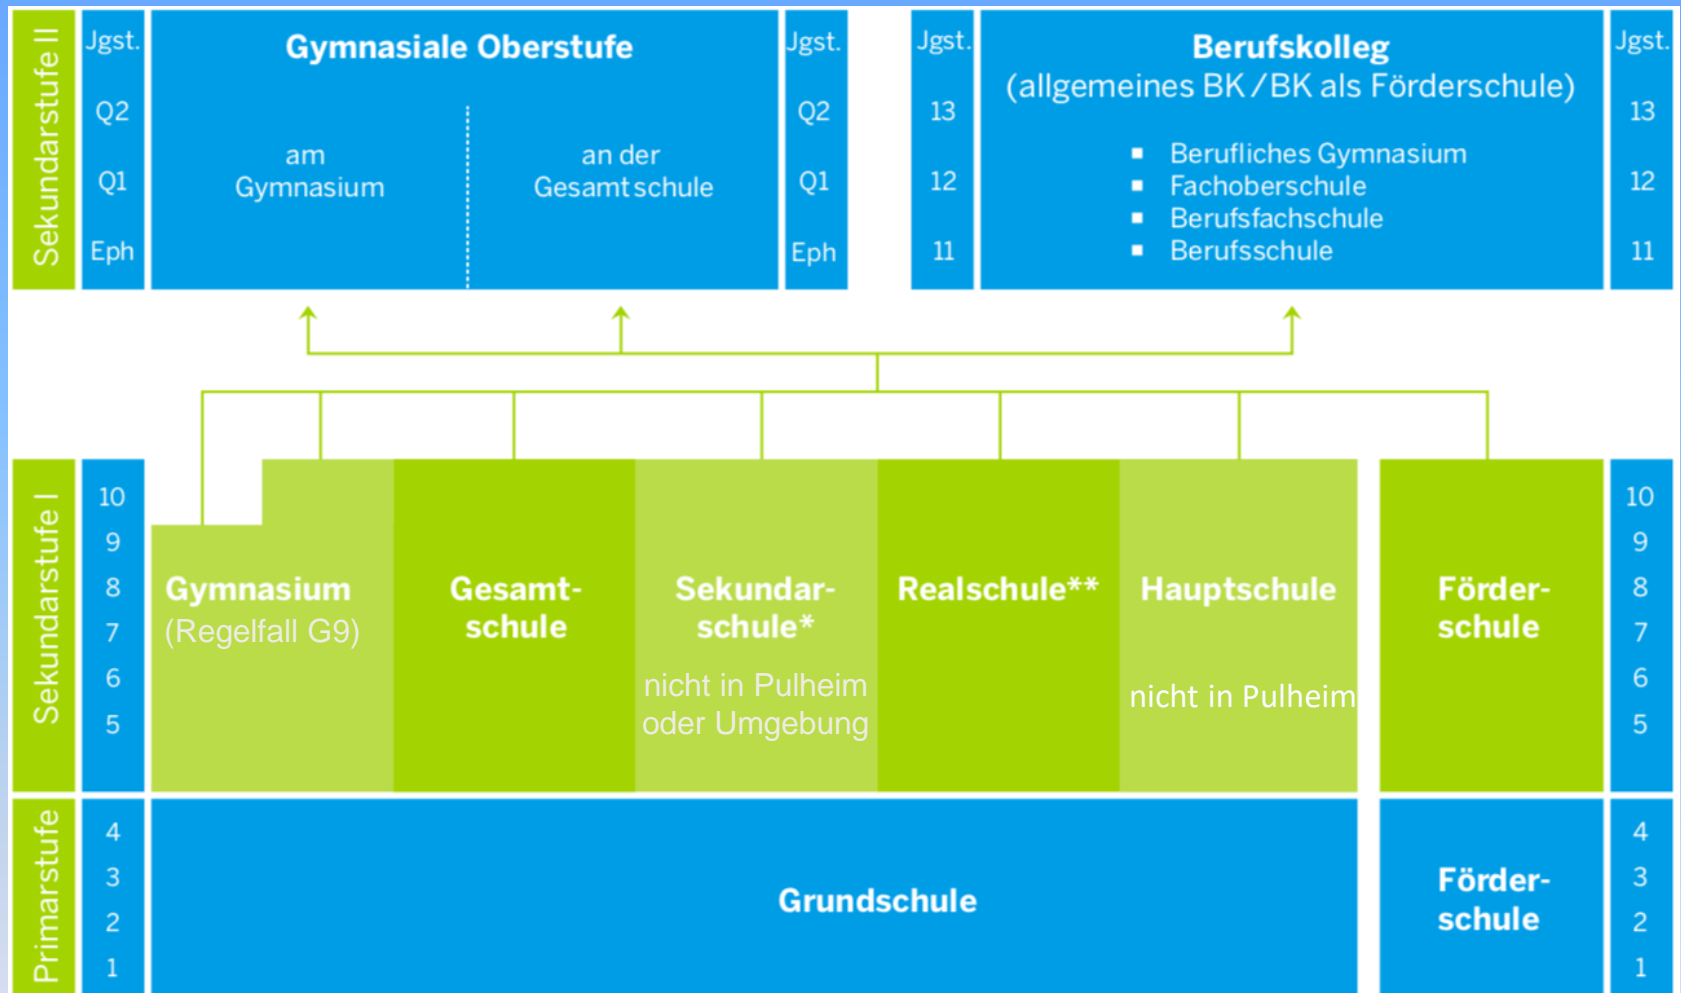 Sekundarstufe II
Jgst.
Q2
Q1
Eph
Gymnasiale Oberstufe
am
Gymnasium
an der
Gesamtschule
Jgst.
Q2
Q1
Eph
Jgst.
13
12
11
Berufskolleg
(allgemeines BK/BK als Förderschule)
▪ Berufliches Gymnasium
▪ Fachoberschule
▪ Berufsfachschule
▪ Berufsschule
Jgst.
13
12
11
Sekundarstufe I
10
9
8
7
6
5
Gymnasium
(Regelfall G9)
Gesamt-
schule
Sekundar-
schule*
nicht in Pulheim
oder Umgebung
Realschule**
Hauptschule
nicht in Pulheim
Förder-
schule
10
9
8
7
6
5
Primarstufe
4
3
2
1
Grundschule
Förder-
schule
4
3
2
1